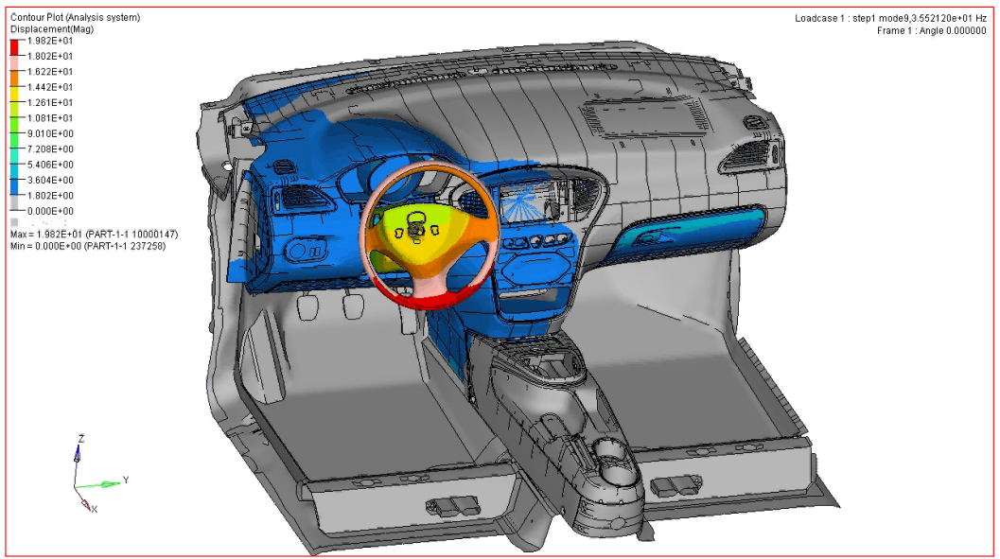 Contour Plot (Analysis system)
Displacement(Mag)
1.982E+01
1.802E+01
1.622E+01
1.442E+01
1.261E+01
1.081E+01
9.010E+00
7.208E+00
5.406E+00
3.604E+00
1.802E+00
0.000E+00
Max = 1.982E+01 (PART-1-1 10000147)
Min = 0.000E+00 (PART-1-1 237258)
Loadcase 1 : step1 mode9,3.552120e+01 Hz
Frame 1 : Angle 0.000000
Z
Y
X